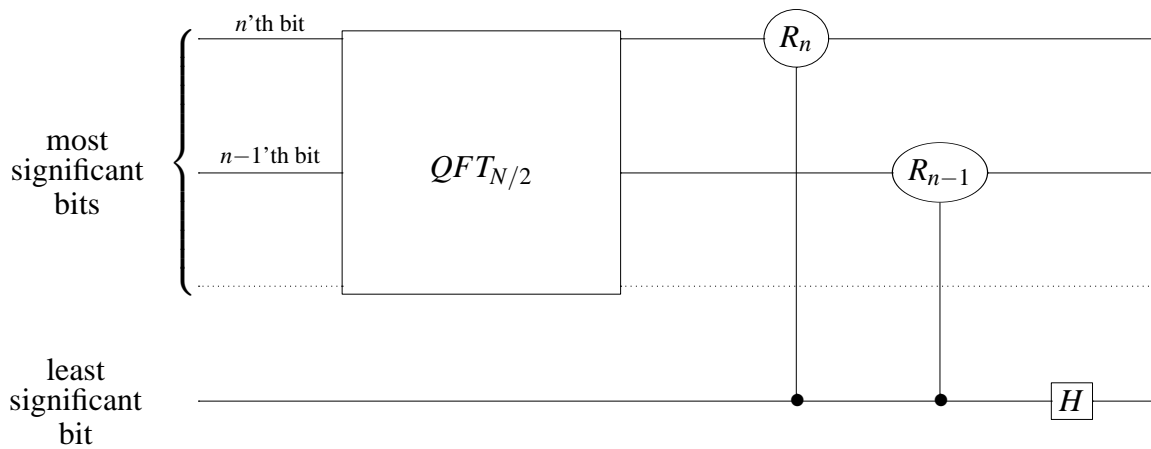 n'th bit
R_n
most
significant
bits
n−1'th bit
QFT_{N/2}
R_{n−1}
least
significant
bit
H